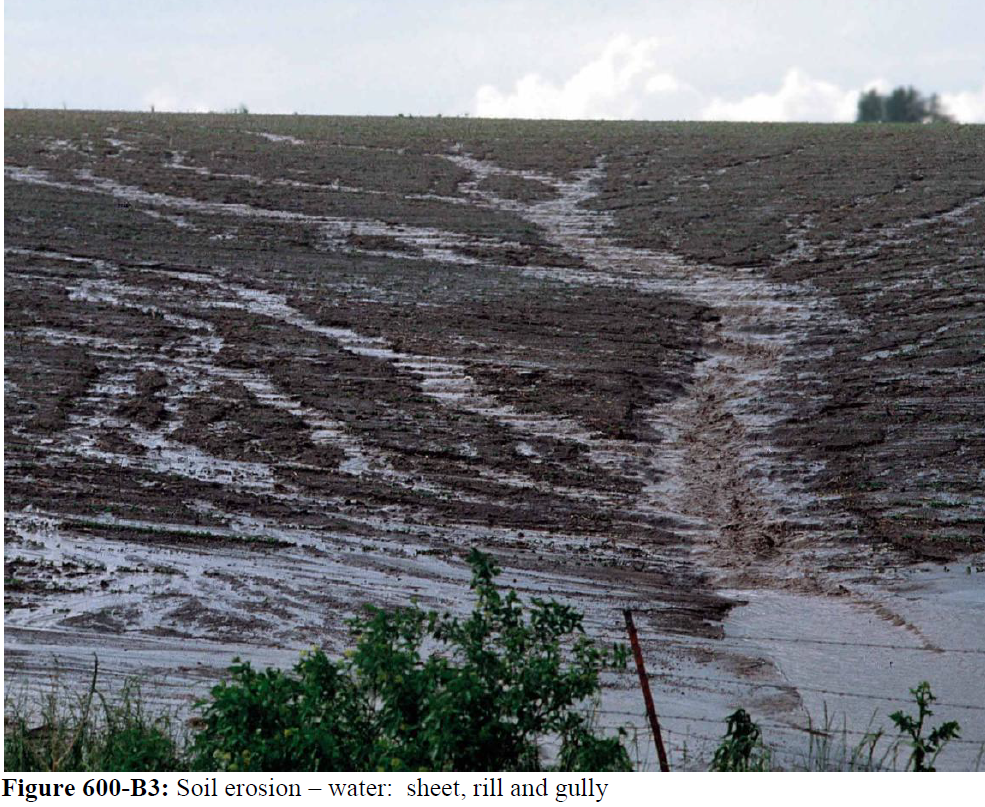 Figure 600-B3: Soil erosion – water:  sheet, rill and gully